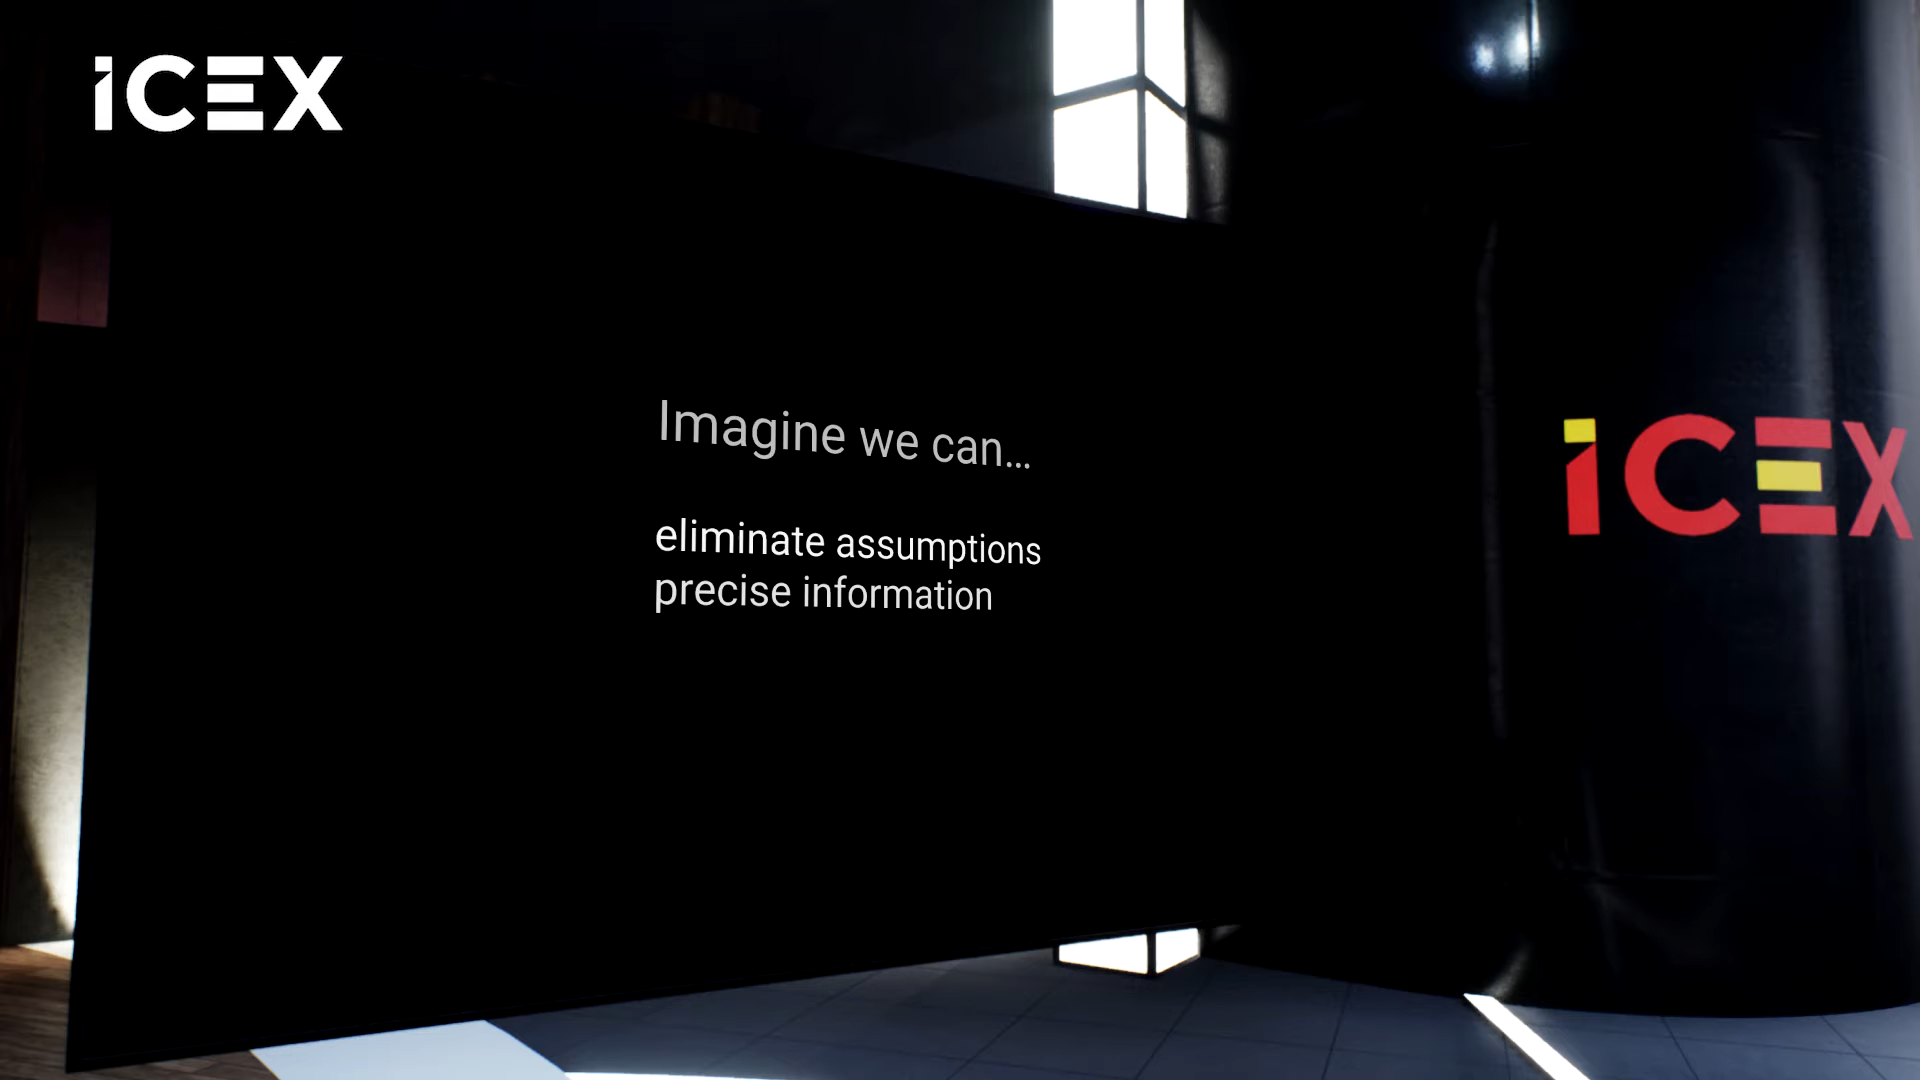 iCEX
Imagine we can...
eliminate assumptions
precise information
iCEX